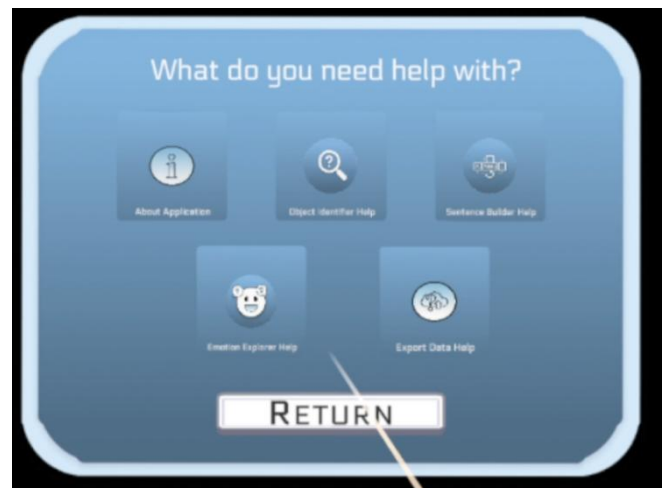 What do you need help with?
About Application
Object Identifier Help
Sentence Builder Help
Emotion Explorer Help
Export Data Help
RETURN